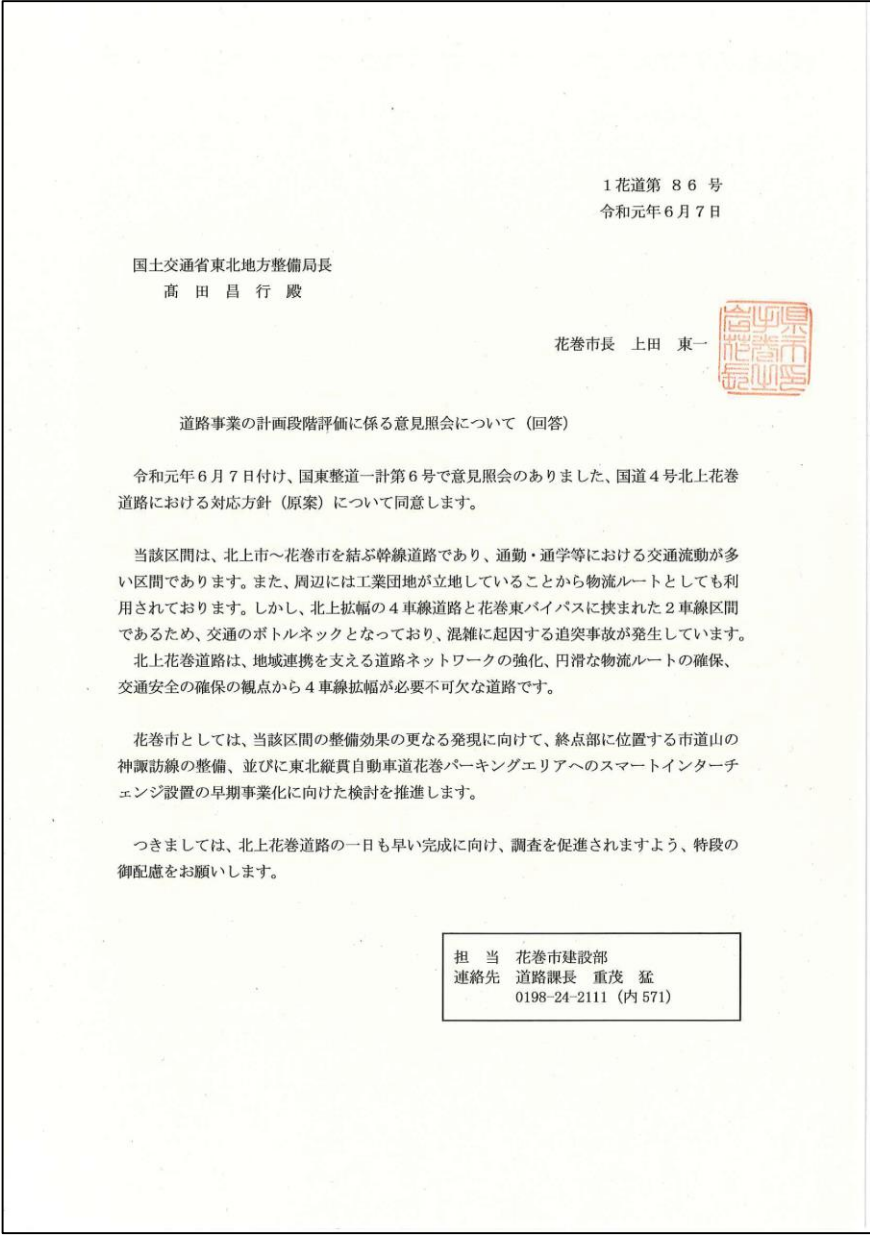 1花道第 86 号
令和元年6月7日
国土交通省東北地方整備局長
髙 田 昌 行 殿
花巻市長 上田 東一
道路事業の計画段階評価に係る意見照会について（回答）
令和元年6月7日付け、国東整道一計第6号で意見照会のありました、国道4号北上花巻
道路における対応方針（原案）について同意します。
当該区間は、北上市～花巻市を結ぶ幹線道路であり、通勤・通学等における交通流動が多
い区間であります。また、周辺には工業団地が立地していることから物流ルートとしても利
用されております。しかし、北上拡幅の4車線道路と花巻東バイパスに挟まれた2車線区間
であるため、交通のボトルネックとなっており、混雑に起因する追突事故が発生しています。
北上花巻道路は、地域連携を支える道路ネットワークの強化、円滑な物流ルートの確保、
交通安全の確保の観点から4車線拡幅が必要不可欠な道路です。
花巻市としては、当該区間の整備効果の更なる発現に向けて、終点部に位置する市道山の
神諏訪線の整備、並びに東北縦貫自動車道花巻パーキングエリアへのスマートインターチ
ェンジ設置の早期事業化に向けた検討を推進します。
つきましては、北上花巻道路の一日も早い完成に向け、調査を促進されますよう、特段の
御配慮をお願いします。
担 当 花巻市建設部
連絡先 道路課長 重茂 猛
0198-24-2111（内 571）